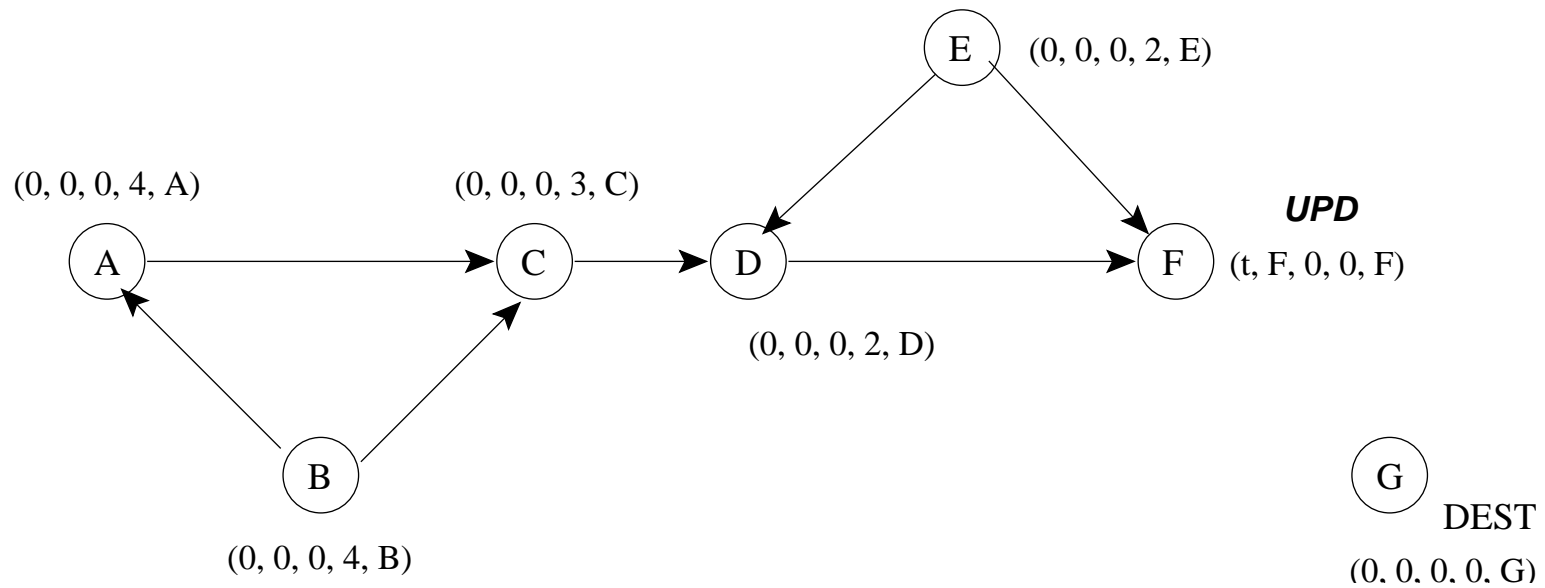 E
(0, 0, 0, 2, E)
(0, 0, 0, 4, A)
(0, 0, 0, 3, C)
UPD
A
C
D
F
(t, F, 0, 0, F)
(0, 0, 0, 2, D)
B
G
DEST
(0, 0, 0, 4, B)
(0, 0, 0, 0, G)